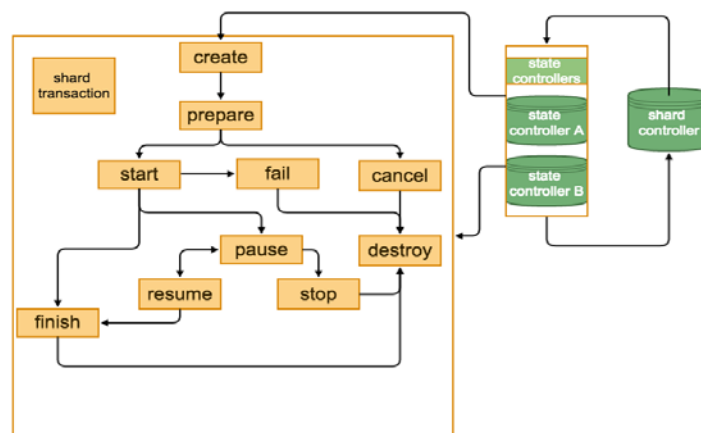 create
shard
transaction
prepare
start
fail
cancel
pause
destroy
resume
stop
finish
state
controllers
state
controller A
state
controller B
shard
controller